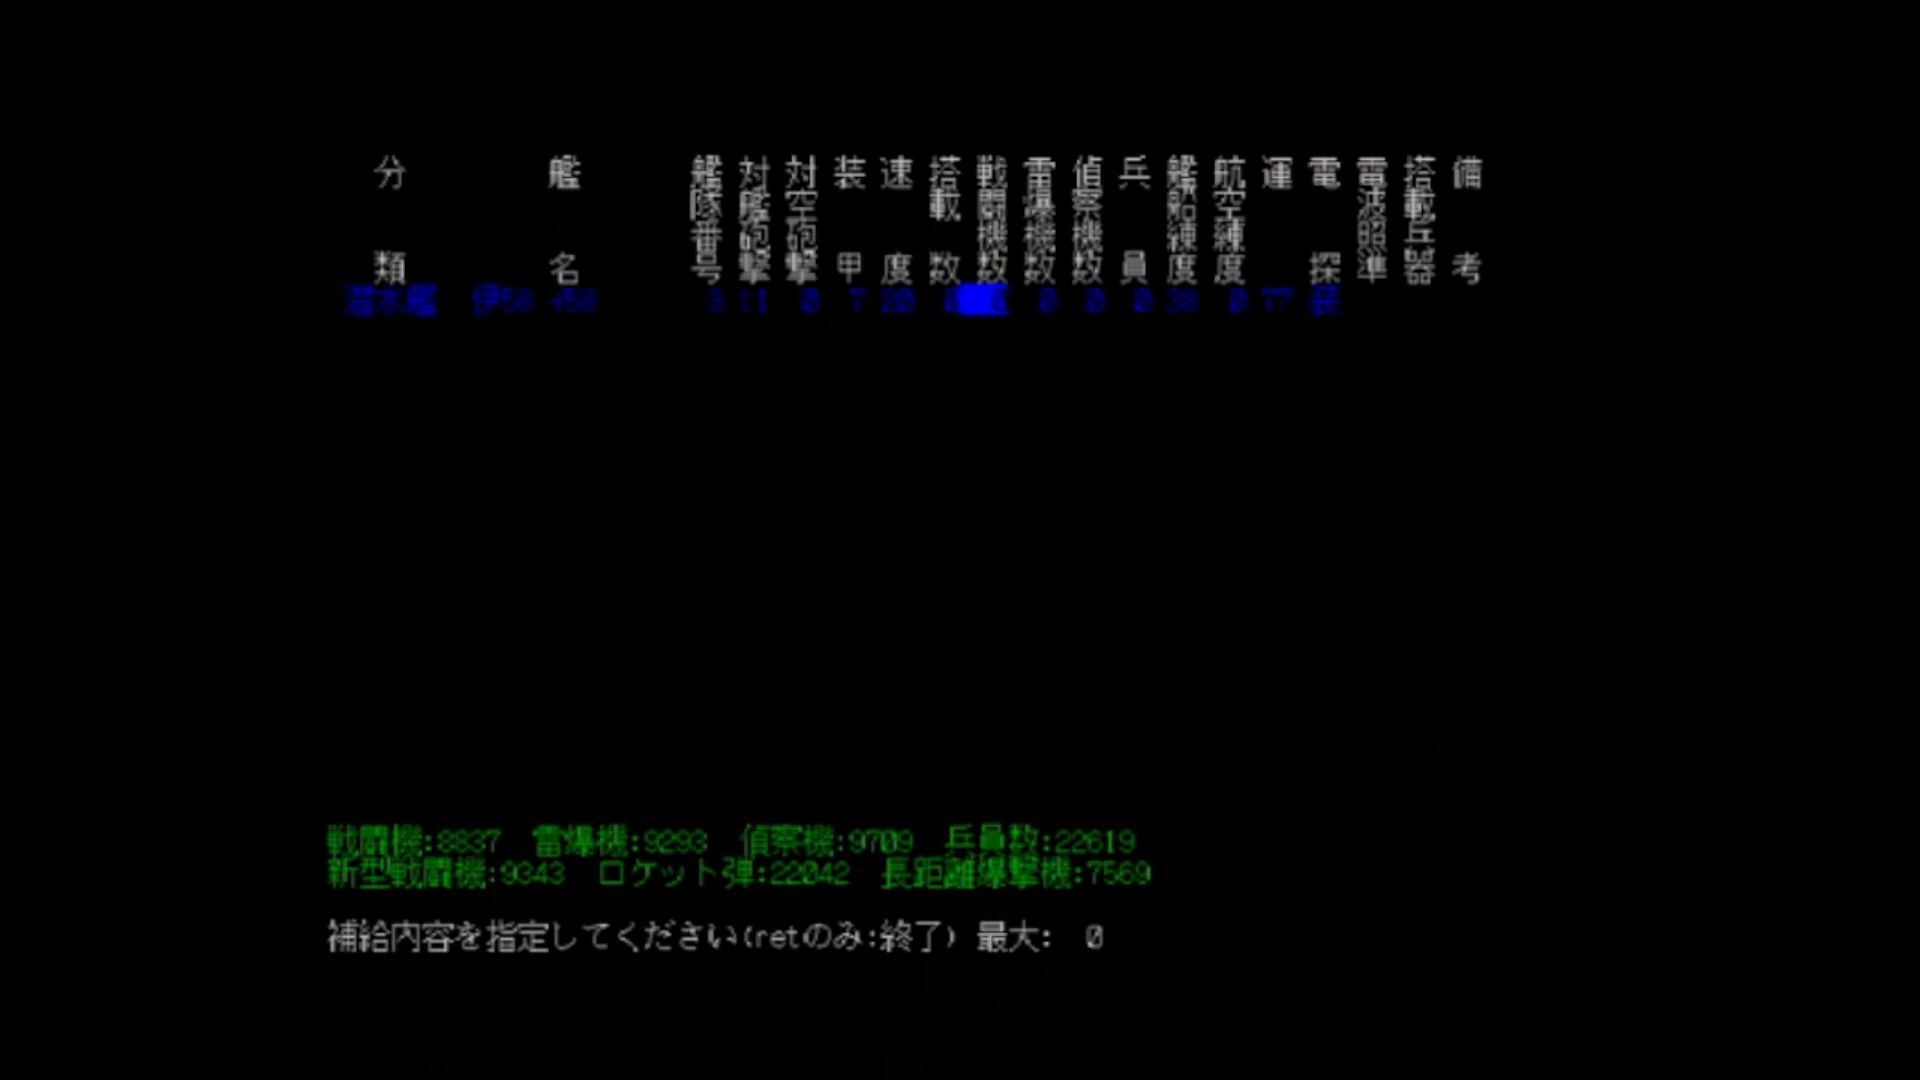 分類 艦名 艦隊番号 対艦砲撃 対空砲撃 装甲 速度 搭載数 戦闘機数 雷爆機数 偵察機数 兵員 艦船練度 航空練度 運 電探 電波照準 搭載兵器 備考
潜水艦 伊58 3 11 0 7 20 0 0 0 0 38 0 77 装
戦闘機:8837 雷爆機:9293 偵察機:9709 兵員数:22619
新型戦闘機:9343 ロケット弾:22042 長距離爆撃機:7569
補給内容を指定してください(retのみ:終了) 最大: 0